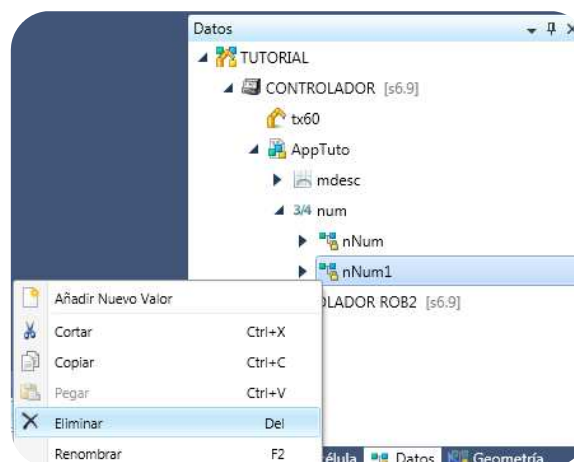 Datos
TUTORIAL
CONTROLADOR [s6.9]
tx60
AppTuto
mdesc
3/4 num
nNum
nNum1
OLADOR ROB2 [s6.9]
Añadir Nuevo Valor
Cortar Ctrl+X
Copiar Ctrl+C
Pegar Ctrl+V
Eliminar Del
Renombrar F2
élula Datos Geometría